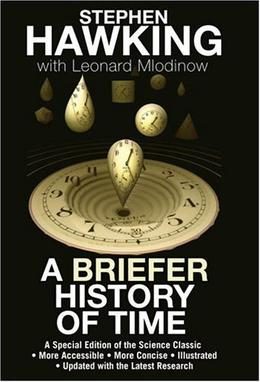 STEPHEN
HAWKING
with Leonard Mlodinow
A BRIEFER
HISTORY
OF TIME
A Special Edition of the Science Classic
• More Accessible • More Concise • Illustrated
• Updated with the Latest Research